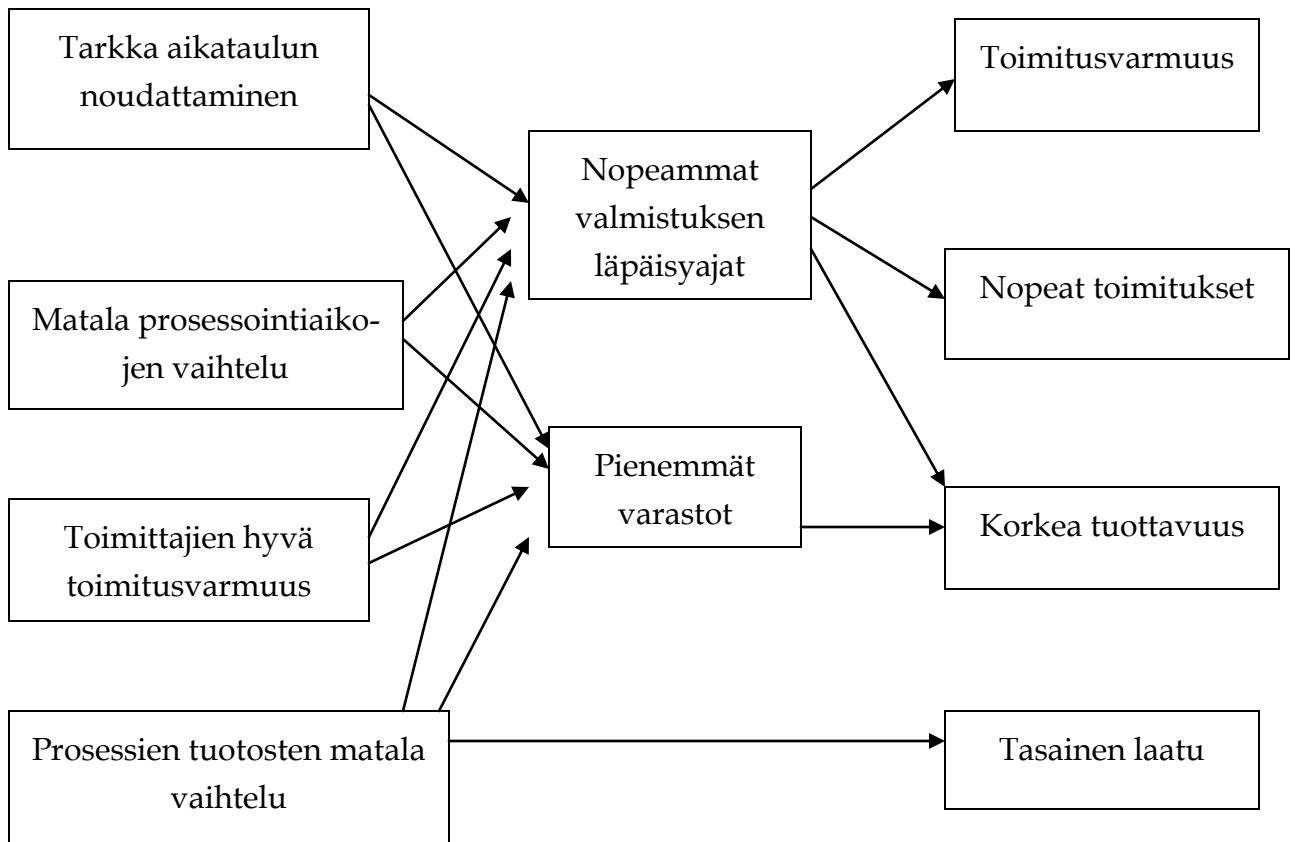 Tarkka aikataulun
noudattaminen
Matala prosessointiaiko-
jen vaihtelu
Toimittajien hyvä
toimitusvarmuus
Prosessien tuotosten matala
vaihtelu
Nopeammat
valmistuksen
läpäisyajat
Pienemmät
varastot
Toimitusvarmuus
Nopeat toimitukset
Korkea tuottavuus
Tasainen laatu